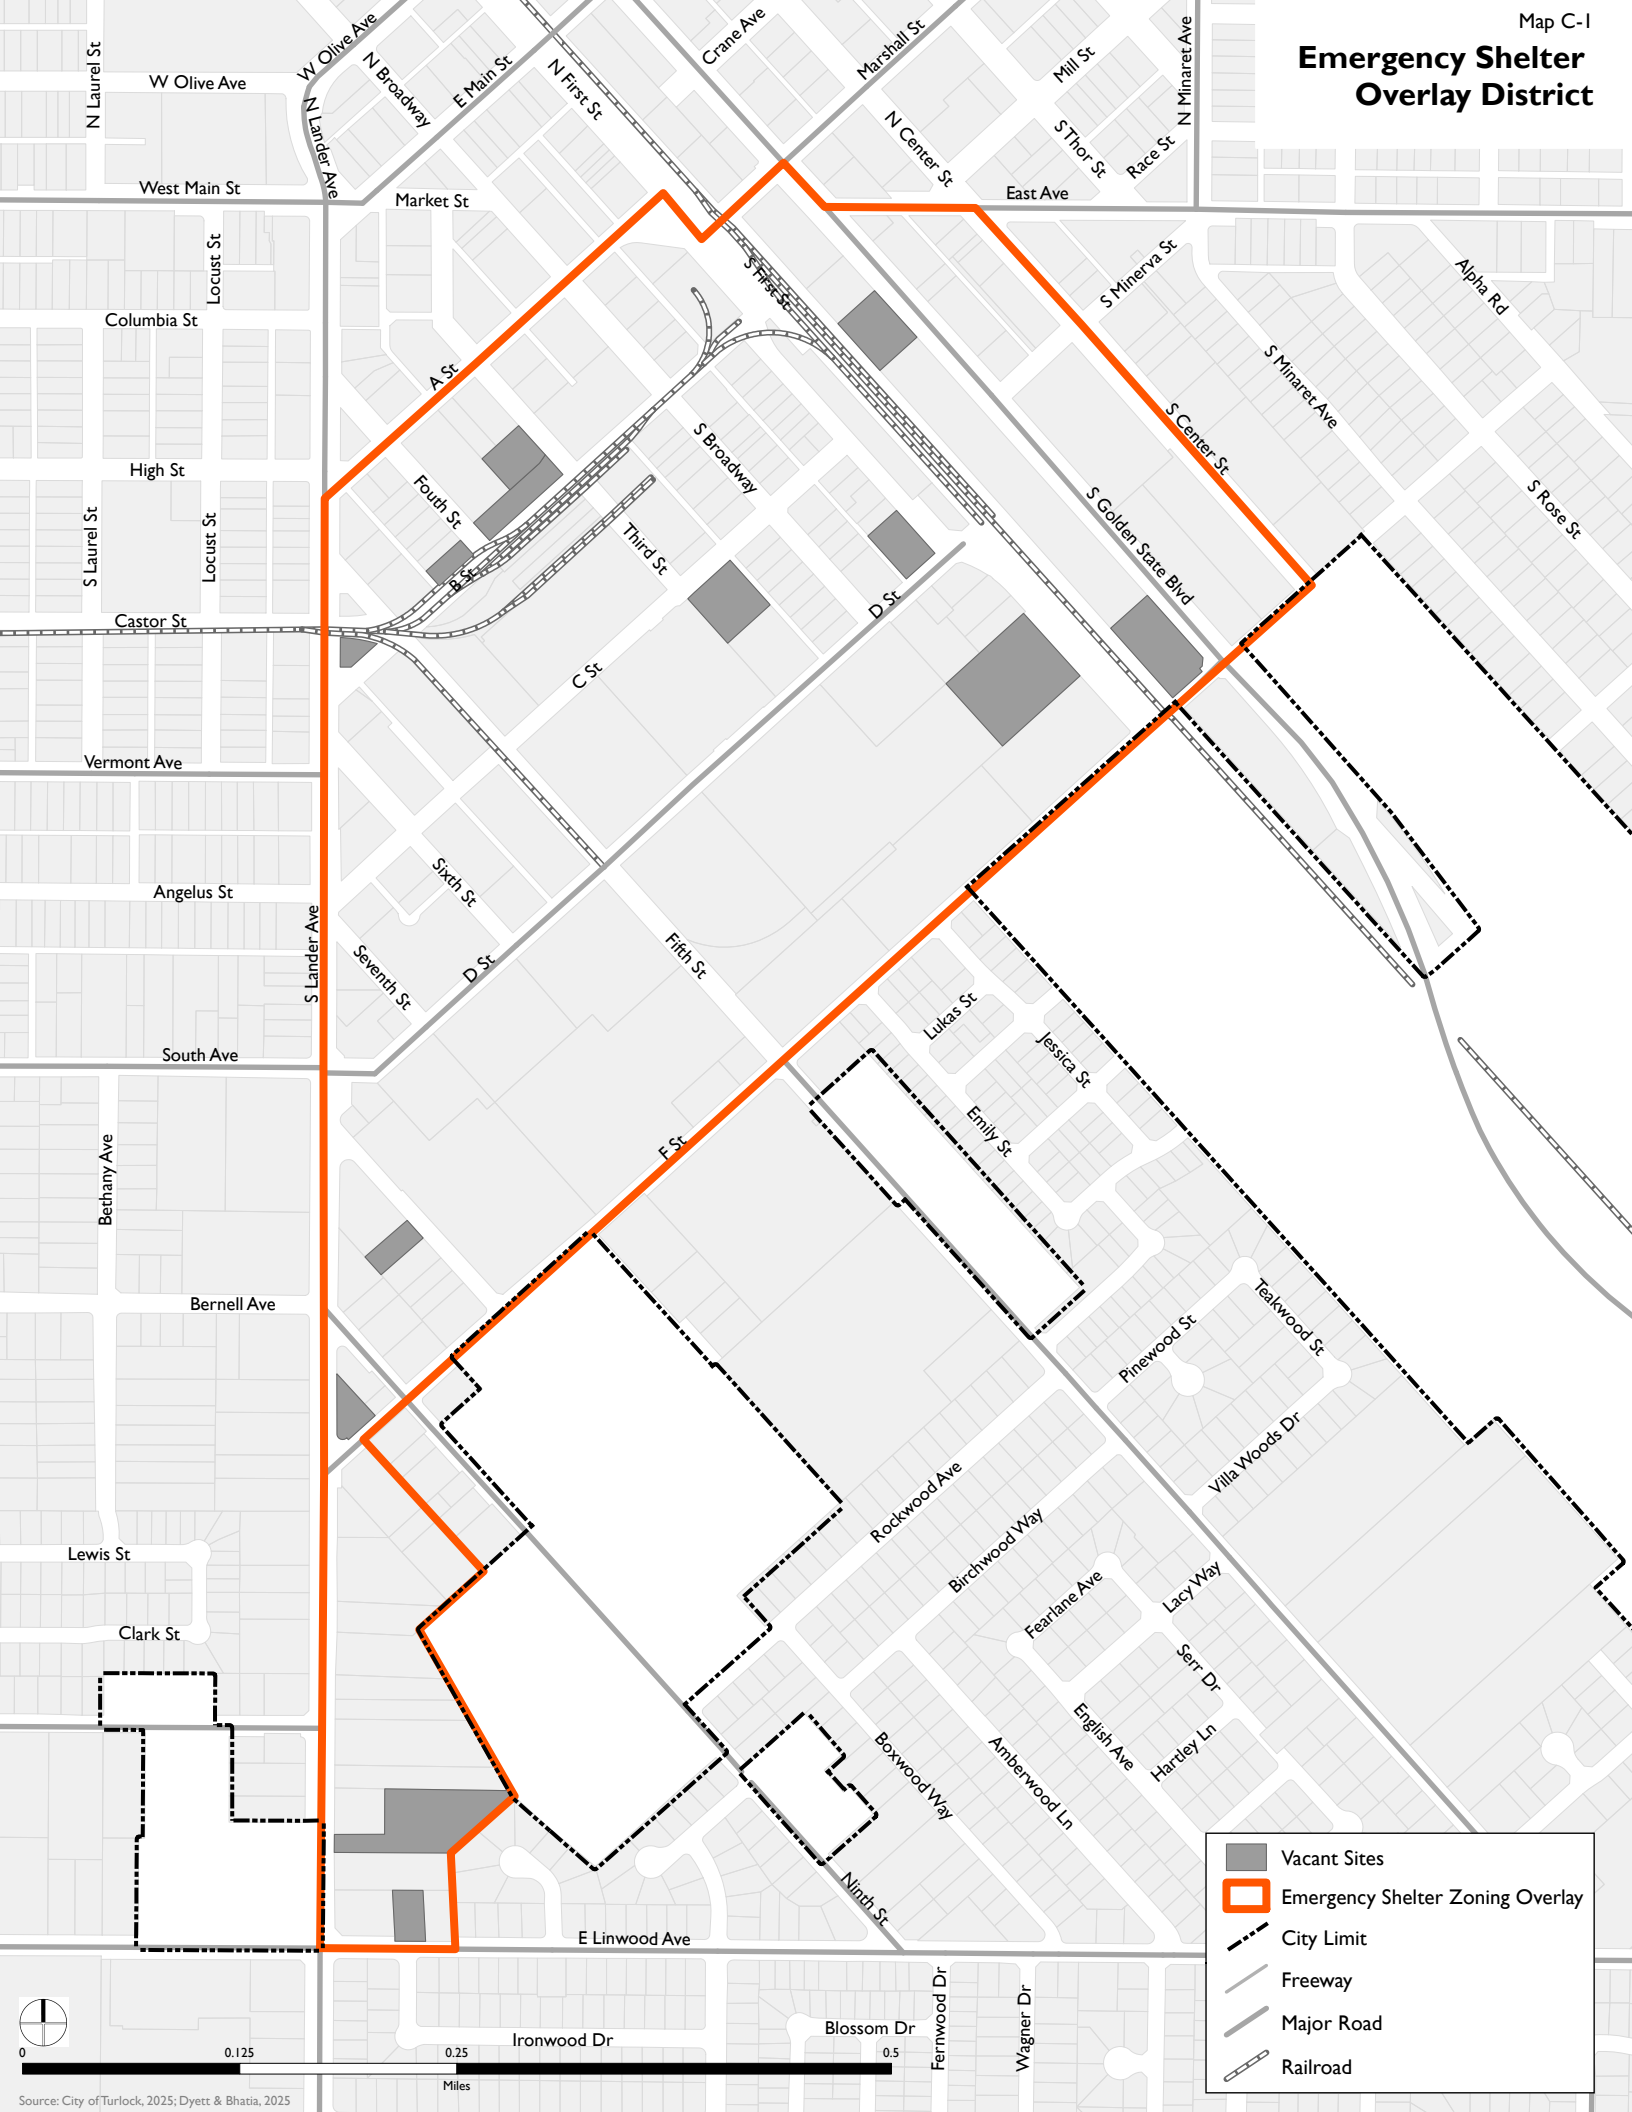 Map C-1
Emergency Shelter
Overlay District
N Laurel St
W Olive Ave
W Olive Ave
N Lander Ave
N Broadway
E Main St
N First St
Crane Ave
Marshall St
Mill St
N Minaret Ave
N Center St
S Thor St
Race St
West Main St
Market St
East Ave
Locust St
S First St
S Minerva St
Alpha Rd
Columbia St
A St
S Minaret Ave
S Center St
High St
Fouth St
S Broadway
S Golden State Blvd
S Rose St
S Laurel St
Locust St
Third St
B St
D St
Castor St
C St
Vermont Ave
Angelus St
Sixth St
S Lander Ave
Seventh St
D St
Fifth St
Lukas St
Jessica St
South Ave
Emily St
Bethany Ave
F St
Bernell Ave
Teakwood St
Pinewood St
Villa Woods Dr
Rockwood Ave
Birchwood Way
Lewis St
Fearlane Ave
Lacy Way
Clark St
Serr Dr
English Ave
Hartley Ln
Boxwood Way
Amberwood Ln
Ninth St
E Linwood Ave
Fernwood Dr
Wagner Dr
Ironwood Dr
Blossom Dr
Vacant Sites
Emergency Shelter Zoning Overlay
City Limit
Freeway
Major Road
Railroad
0 0.125 0.25 0.5
Miles
Source: City of Turlock, 2025; Dyett & Bhatia, 2025